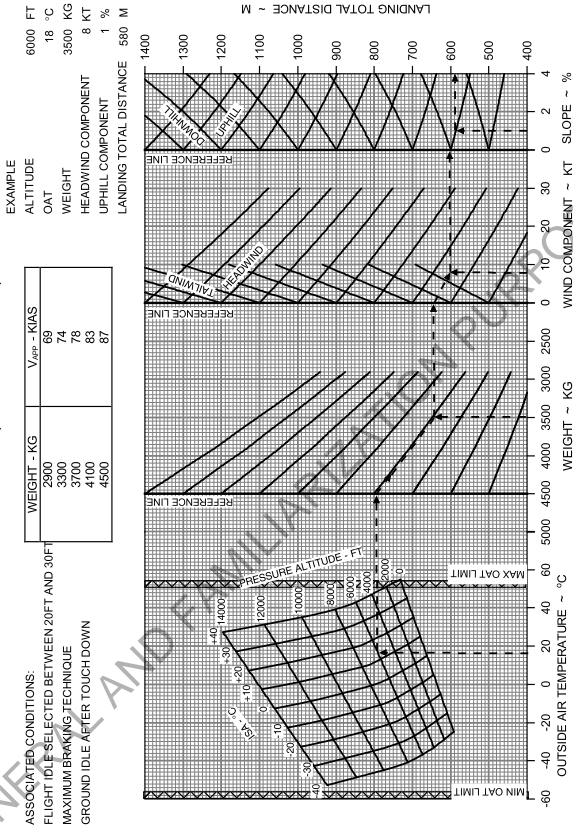 ASSOCIATED CONDITIONS:
FLIGHT IDLE SELECTED BETWEEN 20FT AND 30FT
MAXIMUM BRAKING TECHNIQUE
GROUND IDLE AFTER TOUCH DOWN
WEIGHT - KG VAPP - KIAS
2900 69
3300 74
3700 78
4100 83
4500 87
EXAMPLE
ALTITUDE 6000 FT
OAT 18 °C
WEIGHT 3500 KG
HEADWIND COMPONENT 8 KT
UPHILL COMPONENT 1 %
LANDING TOTAL DISTANCE 580 M
LANDING TOTAL DISTANCE ~ M
1400
1300
1200
1100
1000
900
800
700
600
500
400
MIN OAT LIMIT
MAX OAT LIMIT
ISA - °C
-40
-30
-20
-10
0
+10
+20
+30
+40
PRESSURE ALTITUDE - FT
14000
12000
10000
8000
6000
4000
2000
0
REFERENCE LINE
REFERENCE LINE
TAILWIND
HEADWIND
REFERENCE LINE
DOWNHILL
UPHILL
-60 -40 -20 0 20 40 60
OUTSIDE AIR TEMPERATURE ~ °C
5000 4500 4000 3500 3000 2500
WEIGHT ~ KG
0 10 20 30
WIND COMPONENT ~ KT
0 2 4
SLOPE ~ %
NERAL AND FAMILIARIZATION PURPO